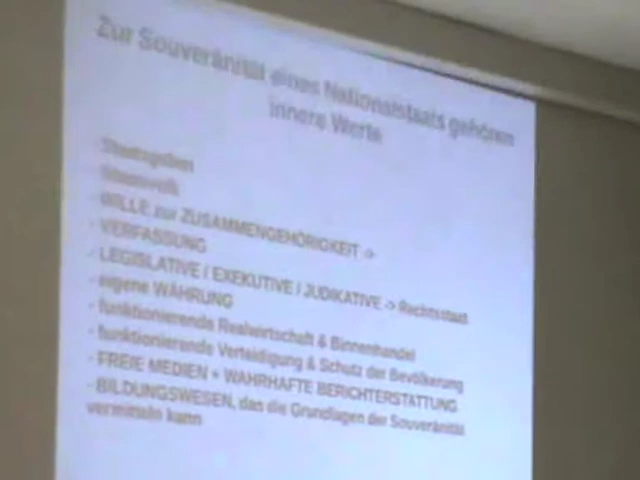 Zur Souveränität eines Nationalstaats gehören
innere Werte
Staatsgebiet
Staatsvolk
- WILLE zur ZUSAMMENGEHÖRIGKEIT ->
- VERFASSUNG
- LEGISLATIVE / EXEKUTIVE / JUDIKATIVE -> Rechtsstaat
- eigene WÄHRUNG
- funktionierende Realwirtschaft & Binnenhandel
- funktionierende Verteidigung & Schutz der Bevölkerung
- FREIE MEDIEN + WAHRHAFTE BERICHTERSTATTUNG
- BILDUNGSWESEN, das die Grundlagen der Souveränität
vermitteln kann